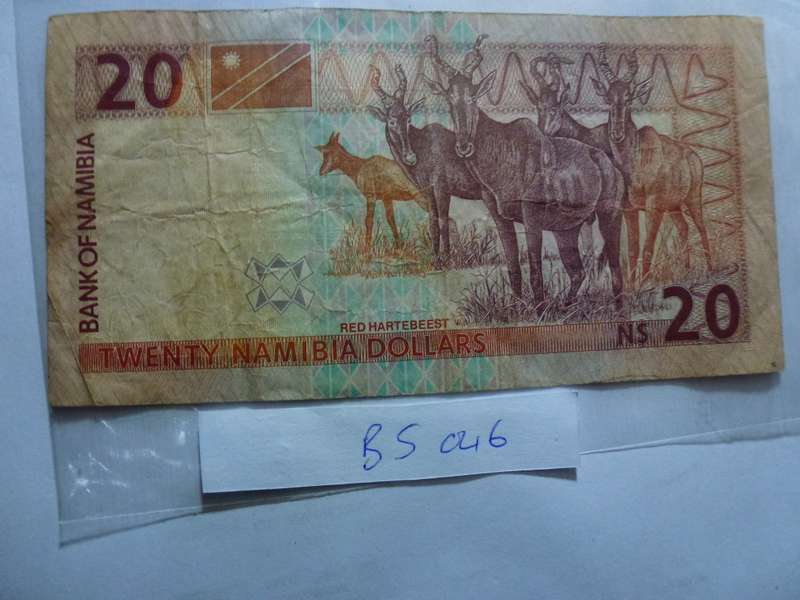 20
BANK OF NAMIBIA
RED HARTEBEEST
TWENTY NAMIBIA DOLLARS
N$ 20
BS 046